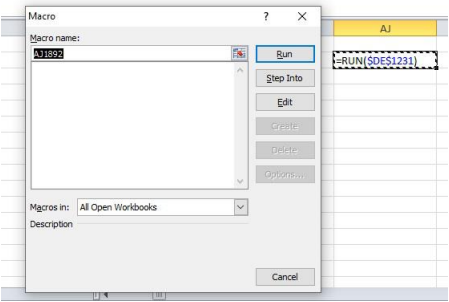 Macro ? X
AJ
Macro name:
AJ1892
Run
=RUN($DE$1231)
Step Into
Edit
Create
Delete
Options...
Macros in: All Open Workbooks
Description
Cancel